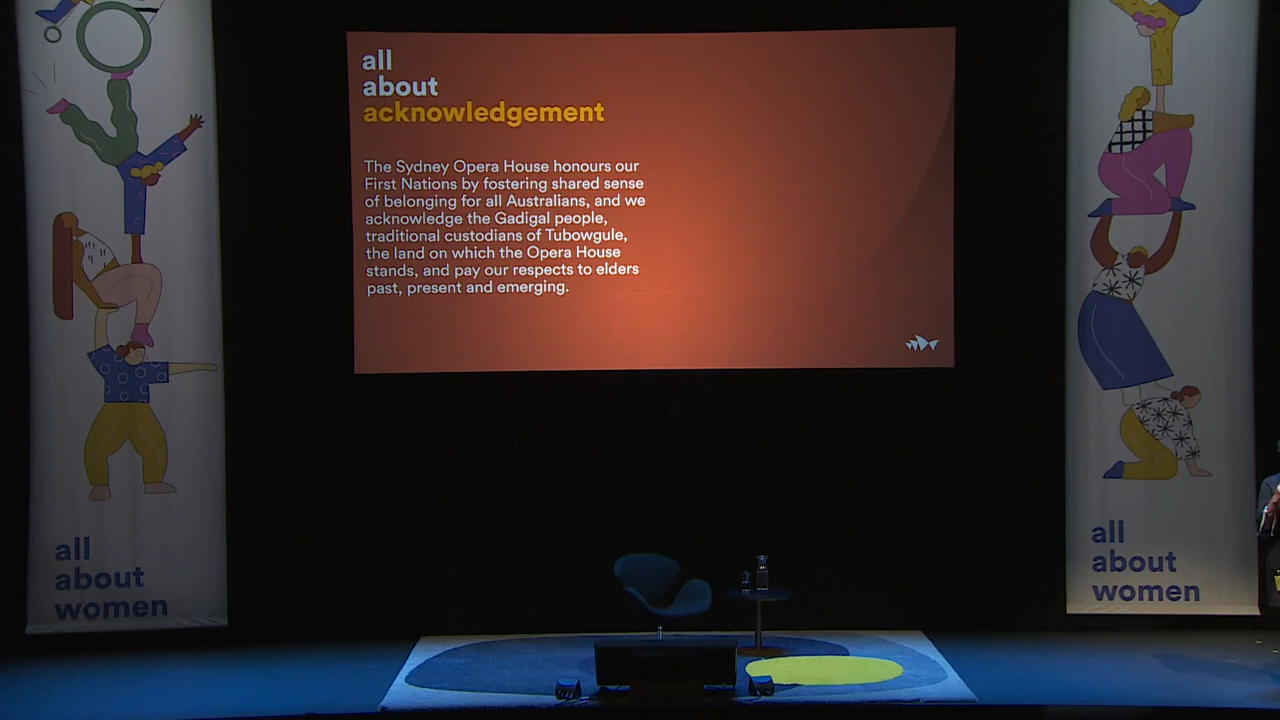 all
about
acknowledgement
The Sydney Opera House honours our
First Nations by fostering shared sense
of belonging for all Australians, and we
acknowledge the Gadigal people,
traditional custodians of Tubowgule,
the land on which the Opera House
stands, and pay our respects to elders
past, present and emerging.
all
about
women
all
about
women